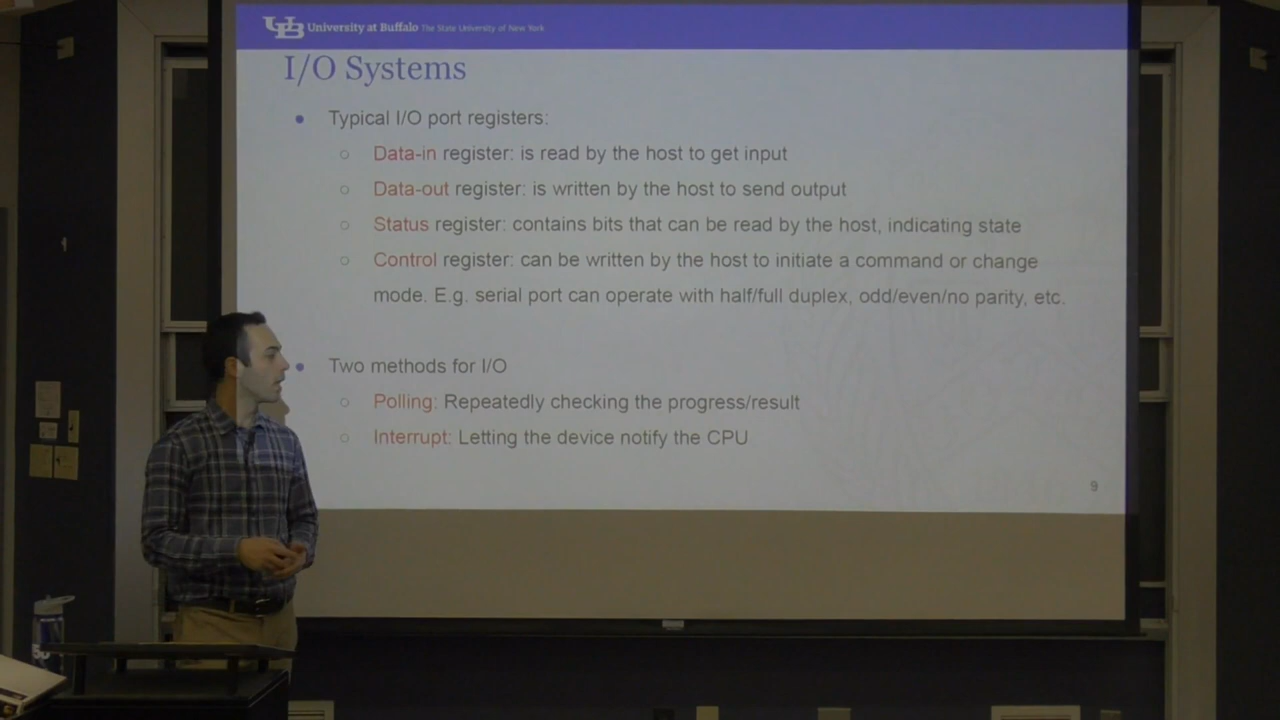 UB University at Buffalo The State University of New York
I/O Systems
Typical I/O port registers:
Data-in register: is read by the host to get input
Data-out register: is written by the host to send output
Status register: contains bits that can be read by the host, indicating state
Control register: can be written by the host to initiate a command or change
mode. E.g. serial port can operate with half/full duplex, odd/even/no parity, etc.
Two methods for I/O
Polling: Repeatedly checking the progress/result
Interrupt: Letting the device notify the CPU
9